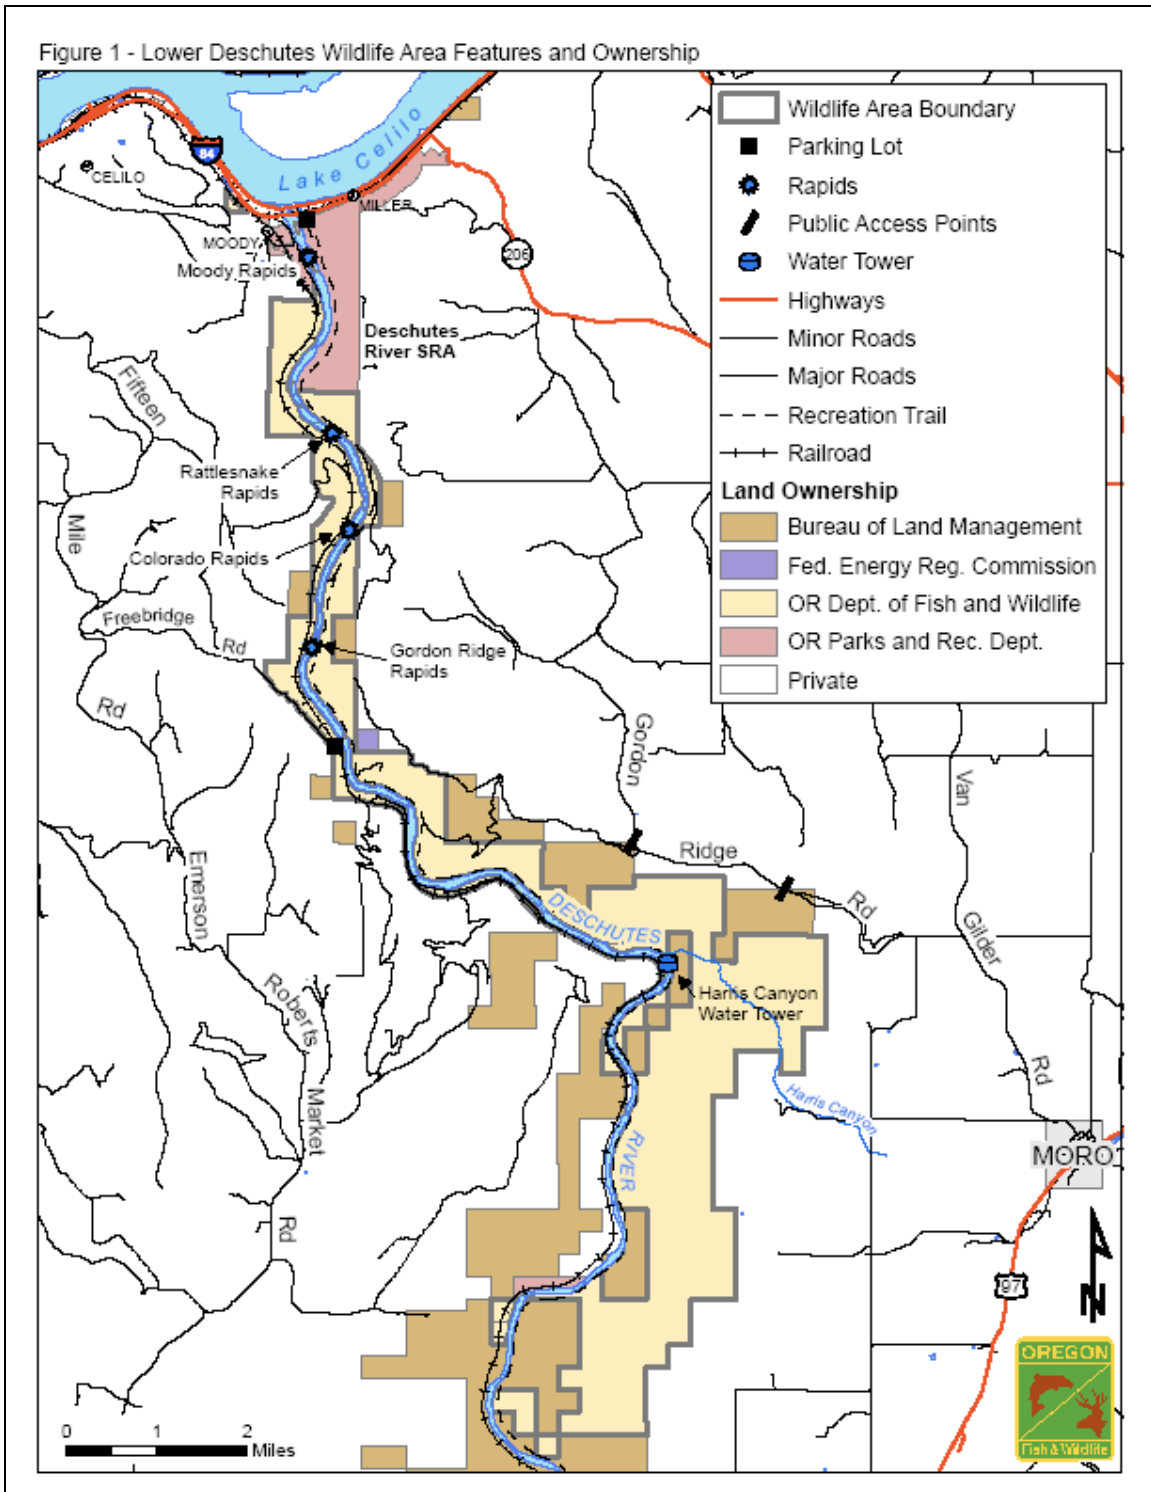 Figure 1 - Lower Deschutes Wildlife Area Features and Ownership
Wildlife Area Boundary
Parking Lot
Rapids
Public Access Points
Water Tower
Highways
Minor Roads
Major Roads
Recreation Trail
Railroad
Land Ownership
Bureau of Land Management
Fed. Energy Reg. Commission
OR Dept. of Fish and Wildlife
OR Parks and Rec. Dept.
Private
84
Lake Celilo
CELILO
MILLER
MOODY
206
Moody Rapids
Deschutes
River SRA
Fifteen
Mile
Rattlesnake
Rapids
Colorado Rapids
Freebridge
Rd
Gordon Ridge
Rapids
Rd
Gordon
Van
Ridge
Rd
Emerson
DESCHUTES
Gilder
Harris Canyon
Water Tower
Roberts
Market
Rd
Harris Canyon
RIVER
MORO
Rd
97
N
OREGON
Fish & Wildlife
0
1
2
Miles